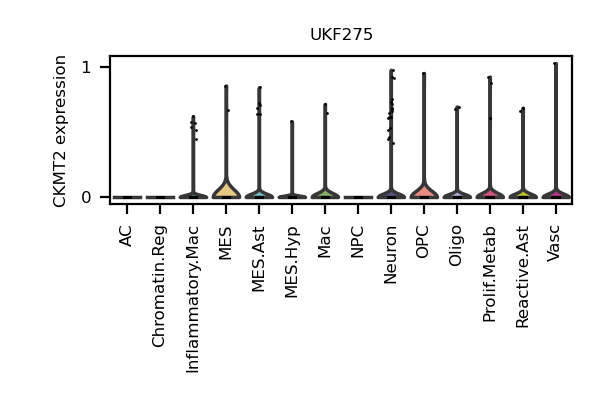 UKF275
CKMT2 expression
1
0
AC
Chromatin.Reg
Inflammatory.Mac
MES
MES.Ast
MES.Hyp
Mac
NPC
Neuron
OPC
Oligo
Prolif.Metab
Reactive.Ast
Vasc